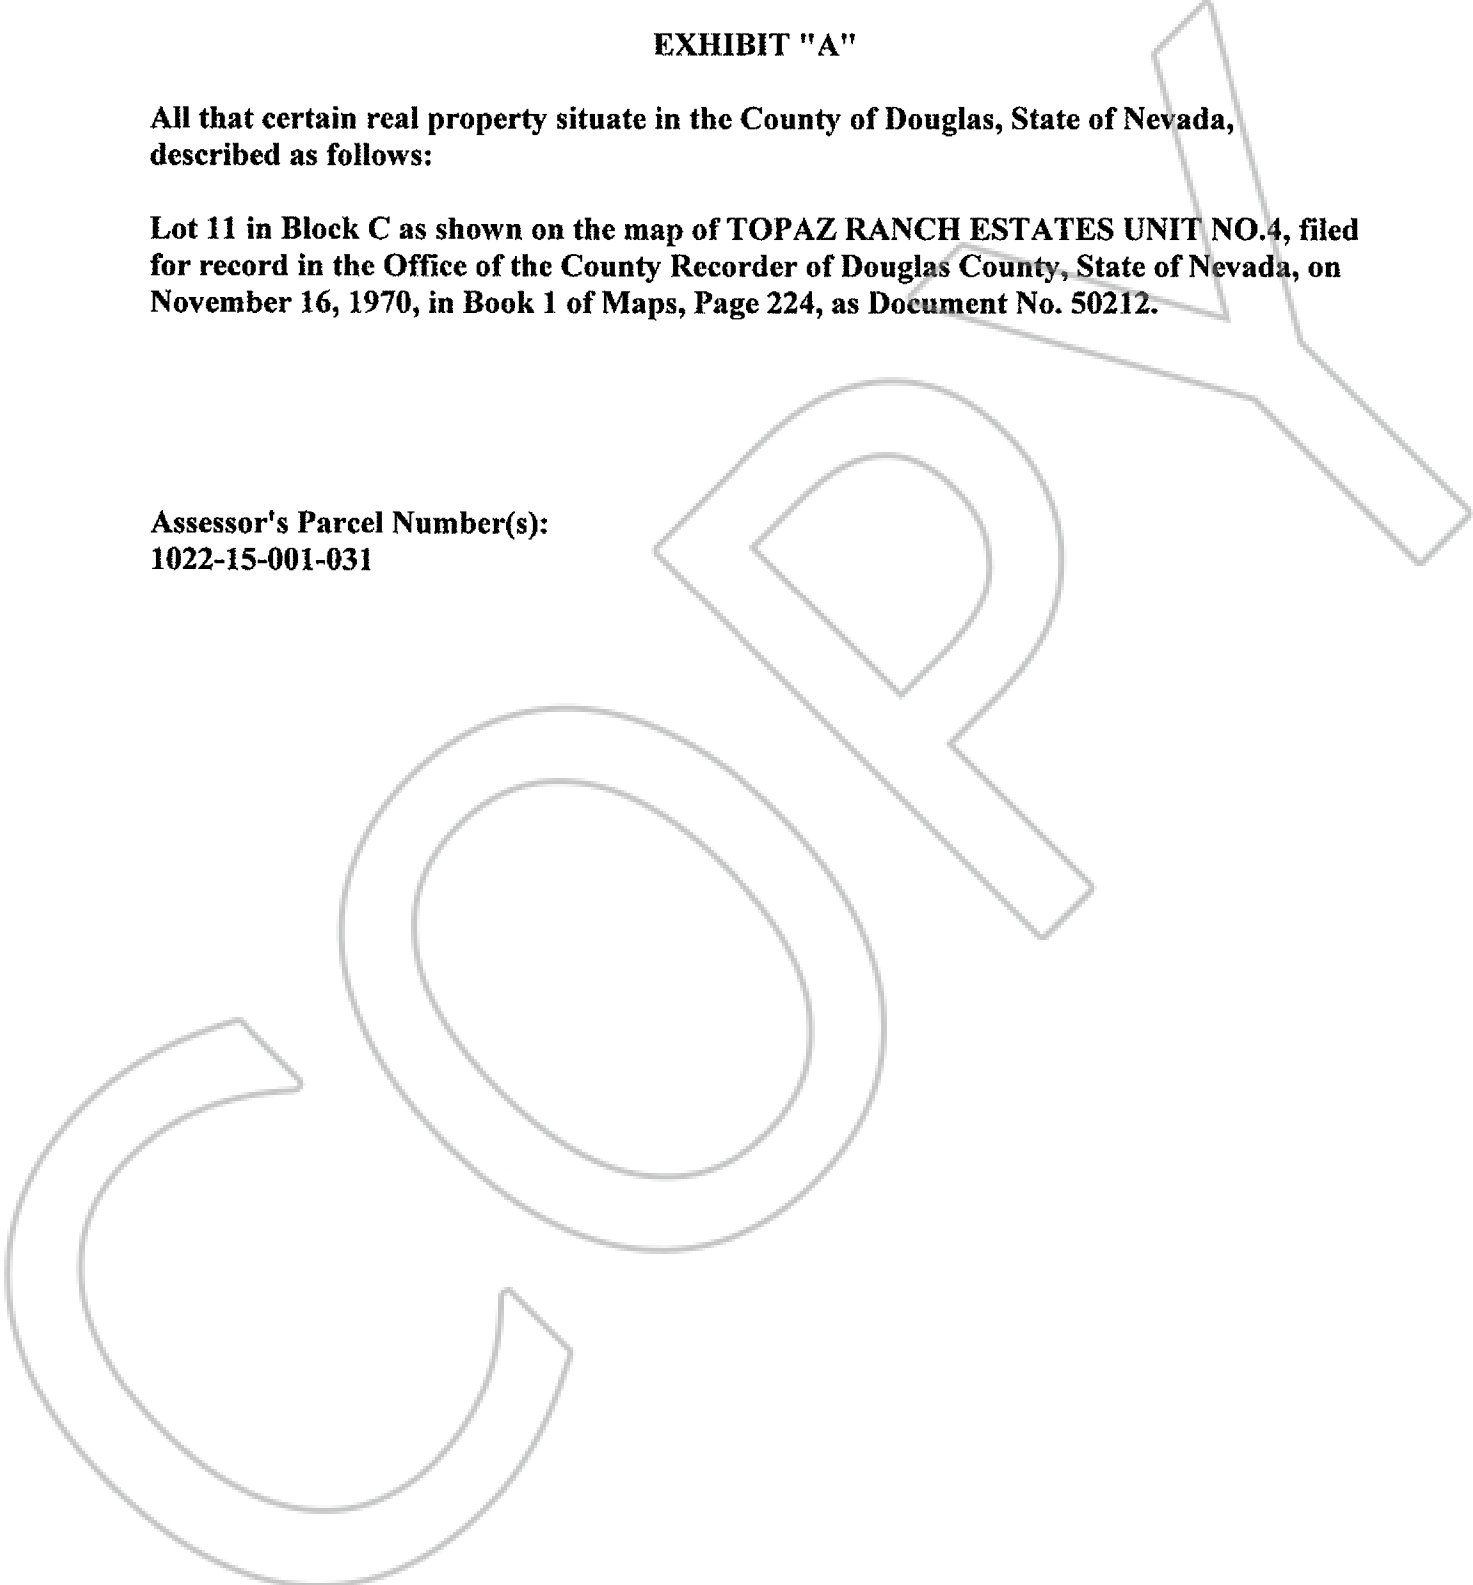 EXHIBIT "A"
All that certain real property situate in the County of Douglas, State of Nevada,
described as follows:
Lot 11 in Block C as shown on the map of TOPAZ RANCH ESTATES UNIT NO.4, filed
for record in the Office of the County Recorder of Douglas County, State of Nevada, on
November 16, 1970, in Book 1 of Maps, Page 224, as Document No. 50212.
Assessor's Parcel Number(s):
1022-15-001-031
COPY